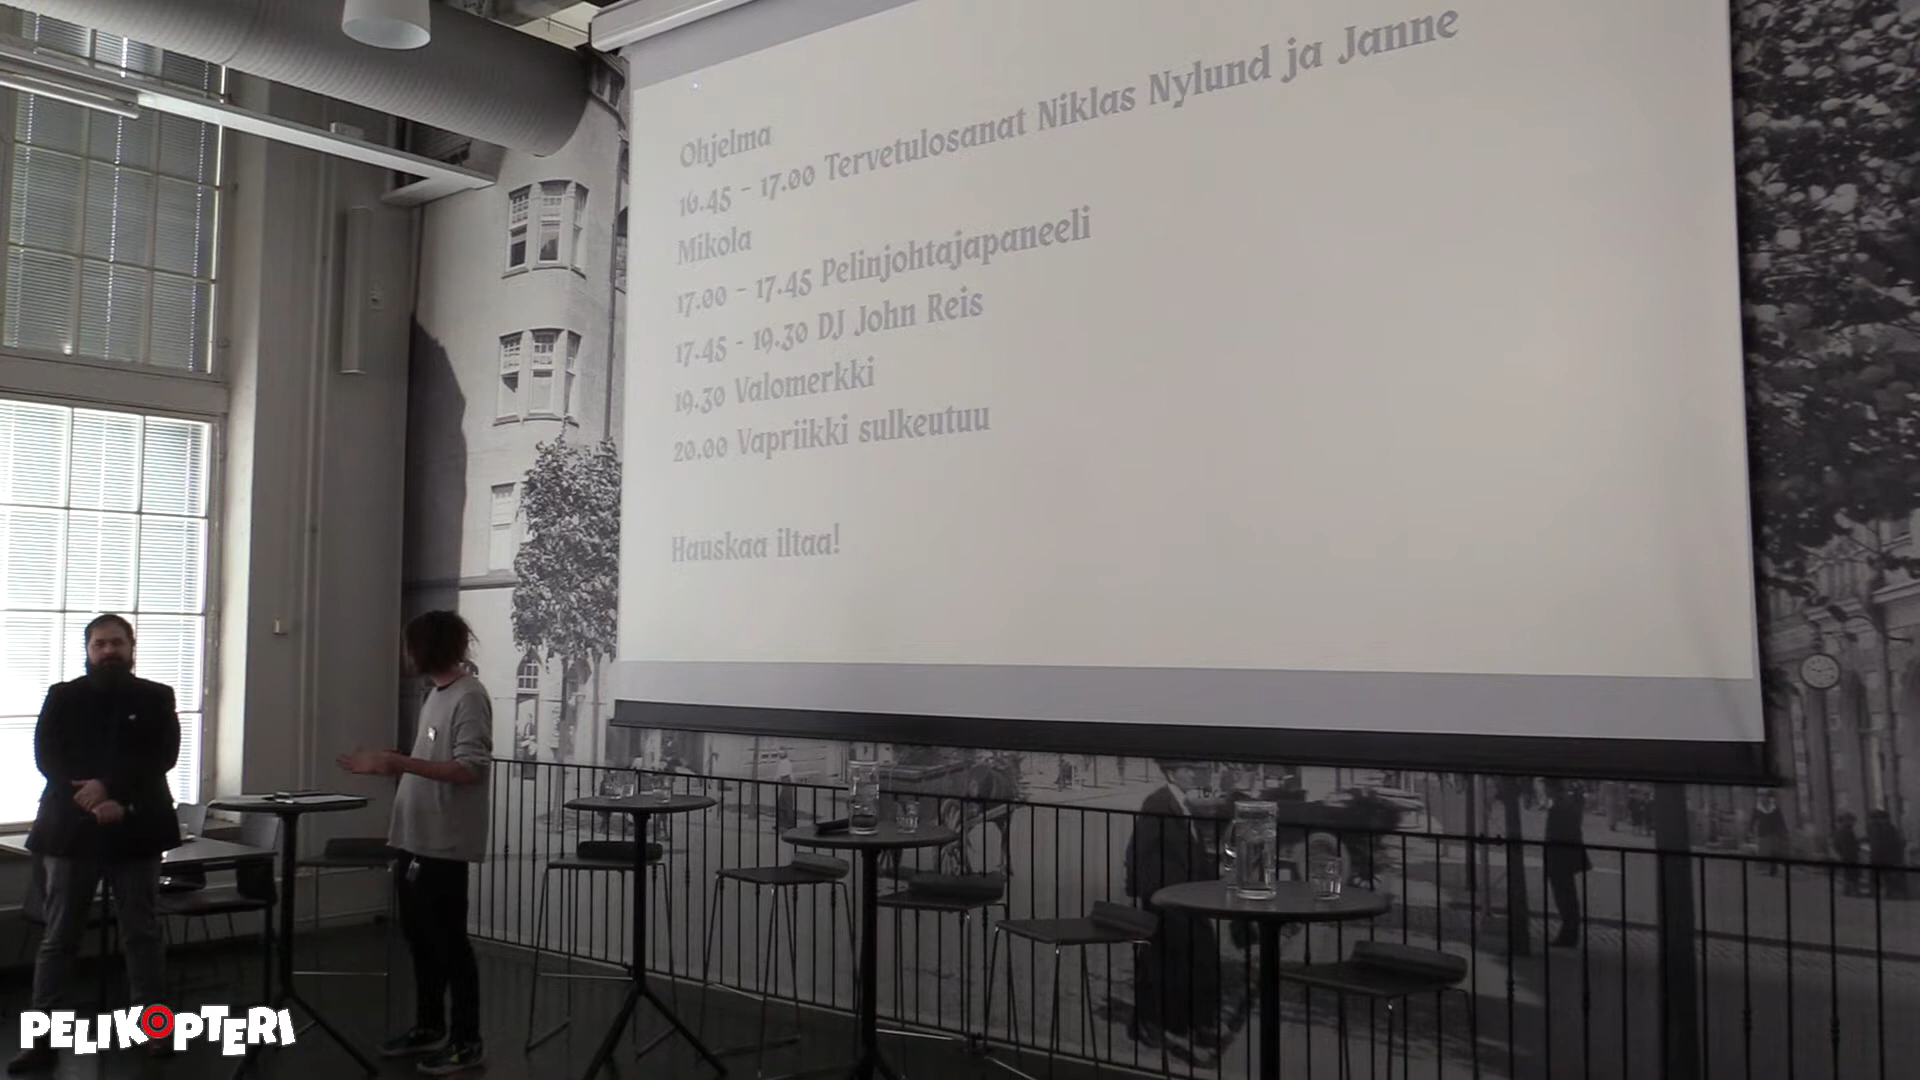 Ohjelma
16.45 - 17.00 Tervetulosanat Niklas Nylund ja Janne
Mikola
17.00 - 17.45 Pelinjohtajapaneeli
17.45 - 19.30 DJ John Reis
19.30 Valomerkki
20.00 Vapriikki sulkeutuu
Hauskaa iltaa!
PELIKOPTERI